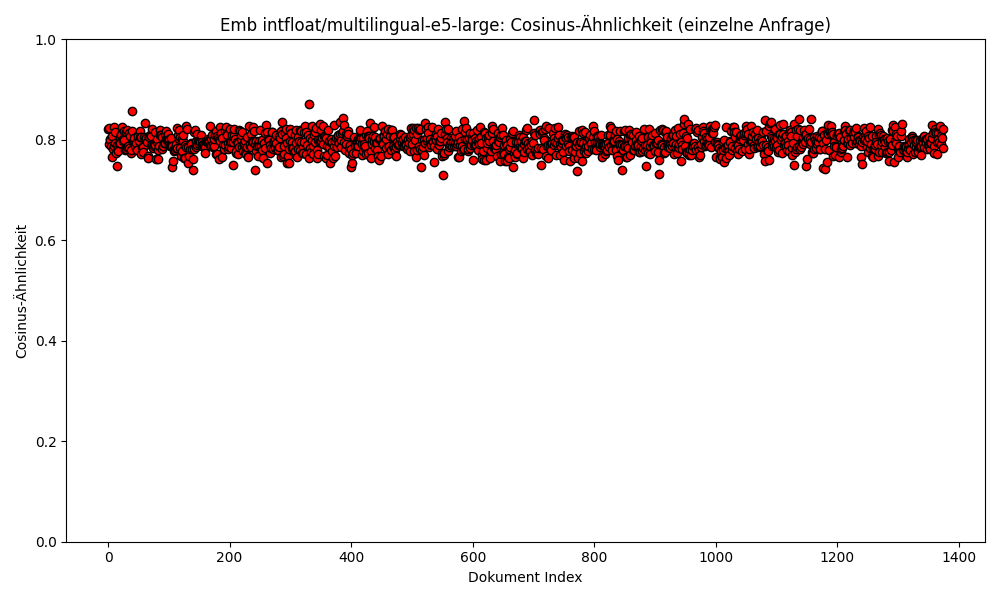 Emb intfloat/multilingual-e5-large: Cosinus-Ähnlichkeit (einzelne Anfrage)
1.0
0.8
0.6
0.4
0.2
0.0
Cosinus-Ähnlichkeit
0 200 400 600 800 1000 1200 1400
Dokument Index